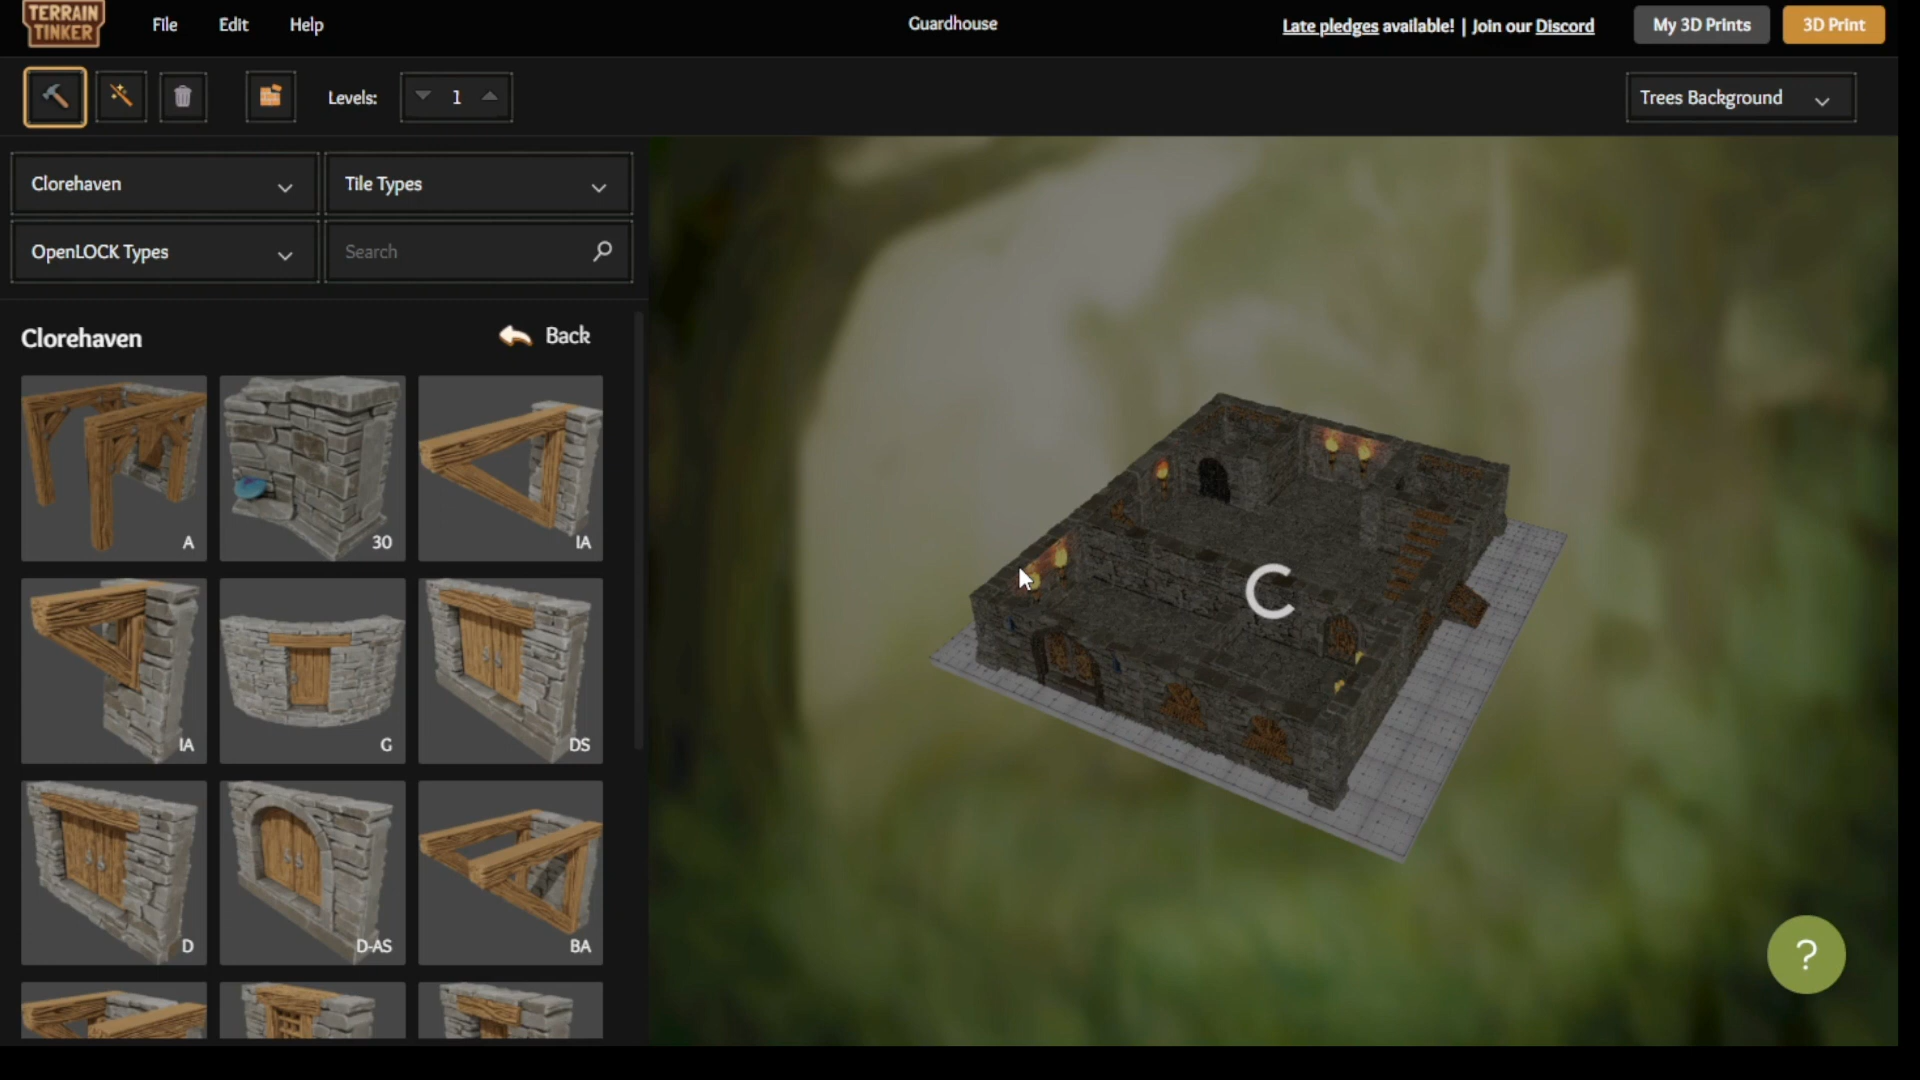 TERRAIN
TINKER
File
Edit
Help
Guardhouse
Late pledges available! | Join our Discord
My 3D Prints
3D Print
Levels:
1
Trees Background
Clorehaven
Tile Types
OpenLOCK Types
Search
Clorehaven
Back
A
30
IA
IA
G
DS
D
D-AS
BA
?